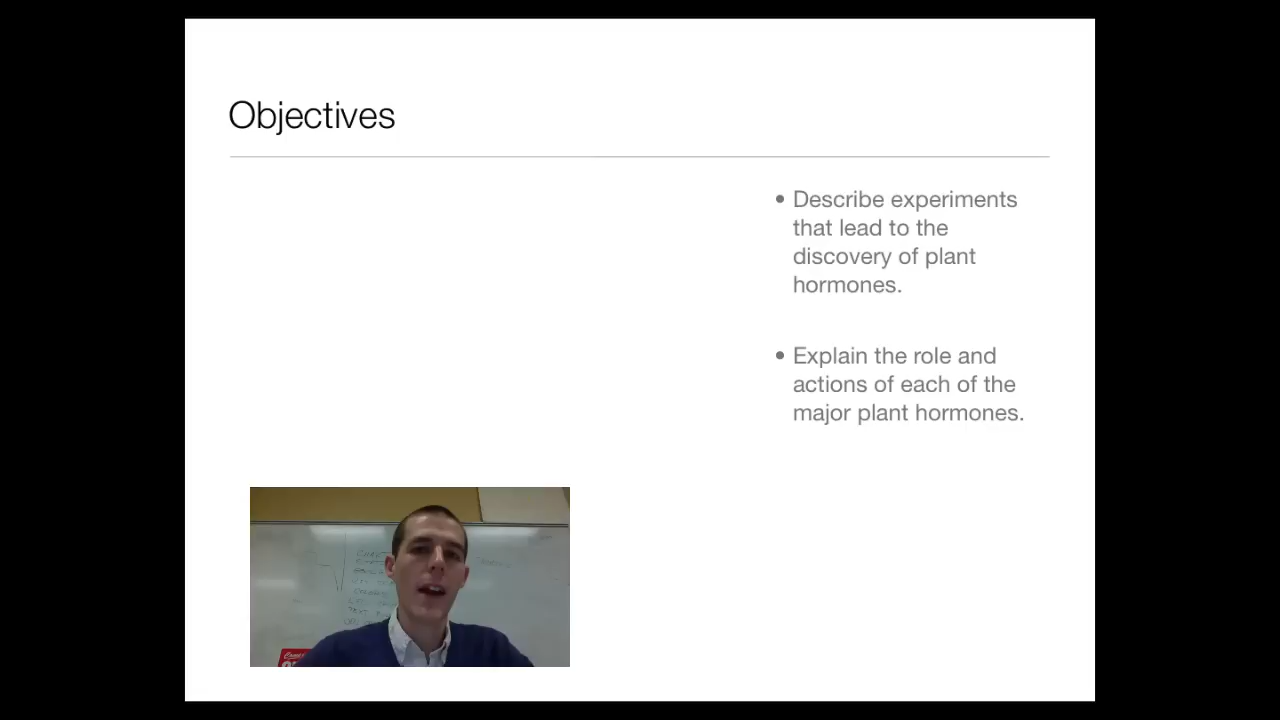 Objectives
• Describe experiments
that lead to the
discovery of plant
hormones.
• Explain the role and
actions of each of the
major plant hormones.